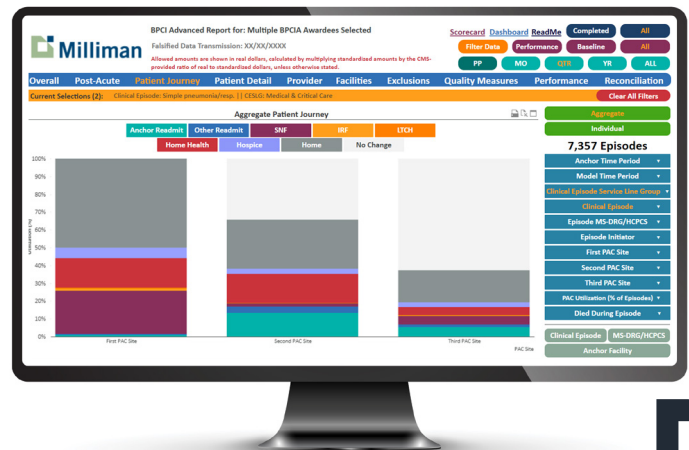 Milliman
BPCI Advanced Report for: Multiple BPCIA Awardees Selected
Falsified Data Transmission: XX/XX/XXXX
Allowed amounts are shown in real dollars, calculated by multiplying standardized amounts by the CMS-
provided ratio of real to standardized dollars, unless otherwise stated.
Scorecard Dashboard ReadMe Completed All
Filter Data Performance Baseline All
PP MO QTR YR ALL
Overall Post-Acute Patient Journey Patient Detail Provider Facilities Exclusions Quality Measures Performance Reconciliation
Current Selections (2): Clinical Episode: Simple pneumonia/resp. || CESLG: Medical & Critical Care Clear All Filters
Aggregate Patient Journey
Anchor Readmit Other Readmit SNF IRF LTCH
Home Health Hospice Home No Change
100%
90%
80%
70%
60%
50%
40%
30%
20%
10%
0%
Utilization (%)
First PAC Site Second PAC Site Third PAC Site
PAC Site
Aggregate
Individual
7,357 Episodes
Anchor Time Period
Model Time Period
Clinical Episode Service Line Group
Clinical Episode
Episode MS-DRG/HCPCS
Episode Initiator
First PAC Site
Second PAC Site
Third PAC Site
PAC Utilization (% of Episodes)
Died During Episode
Clinical Episode MS-DRG/HCPCS
Anchor Facility